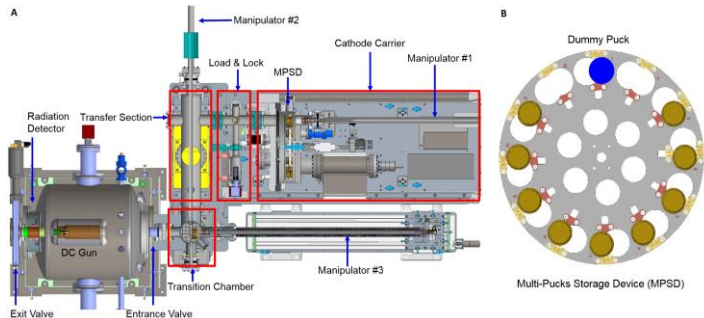 A
B
Manipulator #2
Dummy Puck
Cathode Carrier
Load & Lock
MPSD
Manipulator #1
Radiation
Detector
Transfer Section
DC Gun
Manipulator #3
Multi-Pucks Storage Device (MPSD)
Transition Chamber
Exit Valve
Entrance Valve